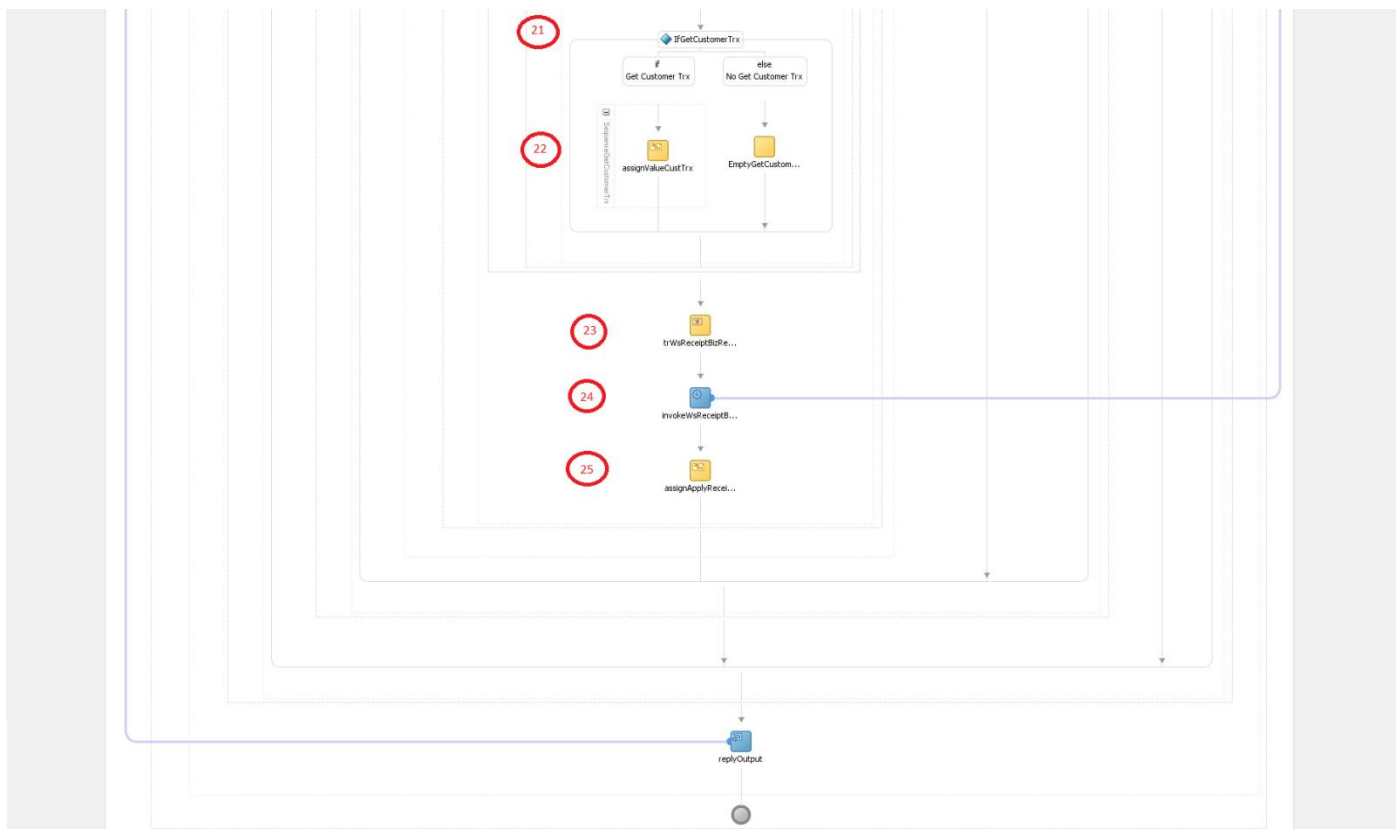 21
IfGetCustomerTrx
if
Get Customer Trx
else
No Get Customer Trx
SequenceGetCustomerTrx
22
assignValueCustTrx
EmptyGetCustom...
23
trWsReceiptBizRe...
24
invokeWsReceiptB...
25
assignApplyRecei...
replyOutput